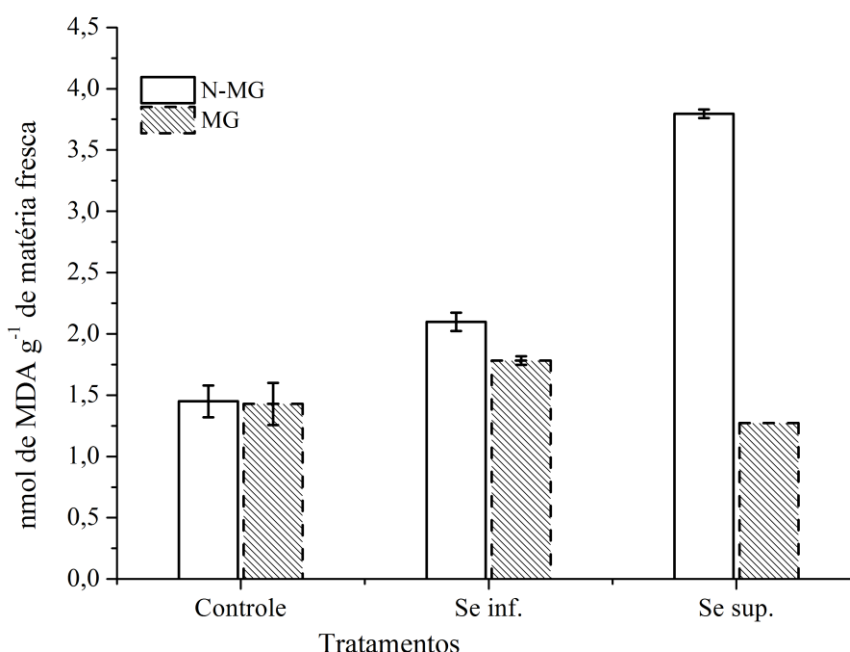 4,5
4,0
3,5
3,0
2,5
2,0
1,5
1,0
0,5
0,0
nmol de MDA g⁻¹ de matéria fresca
N-MG
MG
Controle
Se inf.
Se sup.
Tratamentos